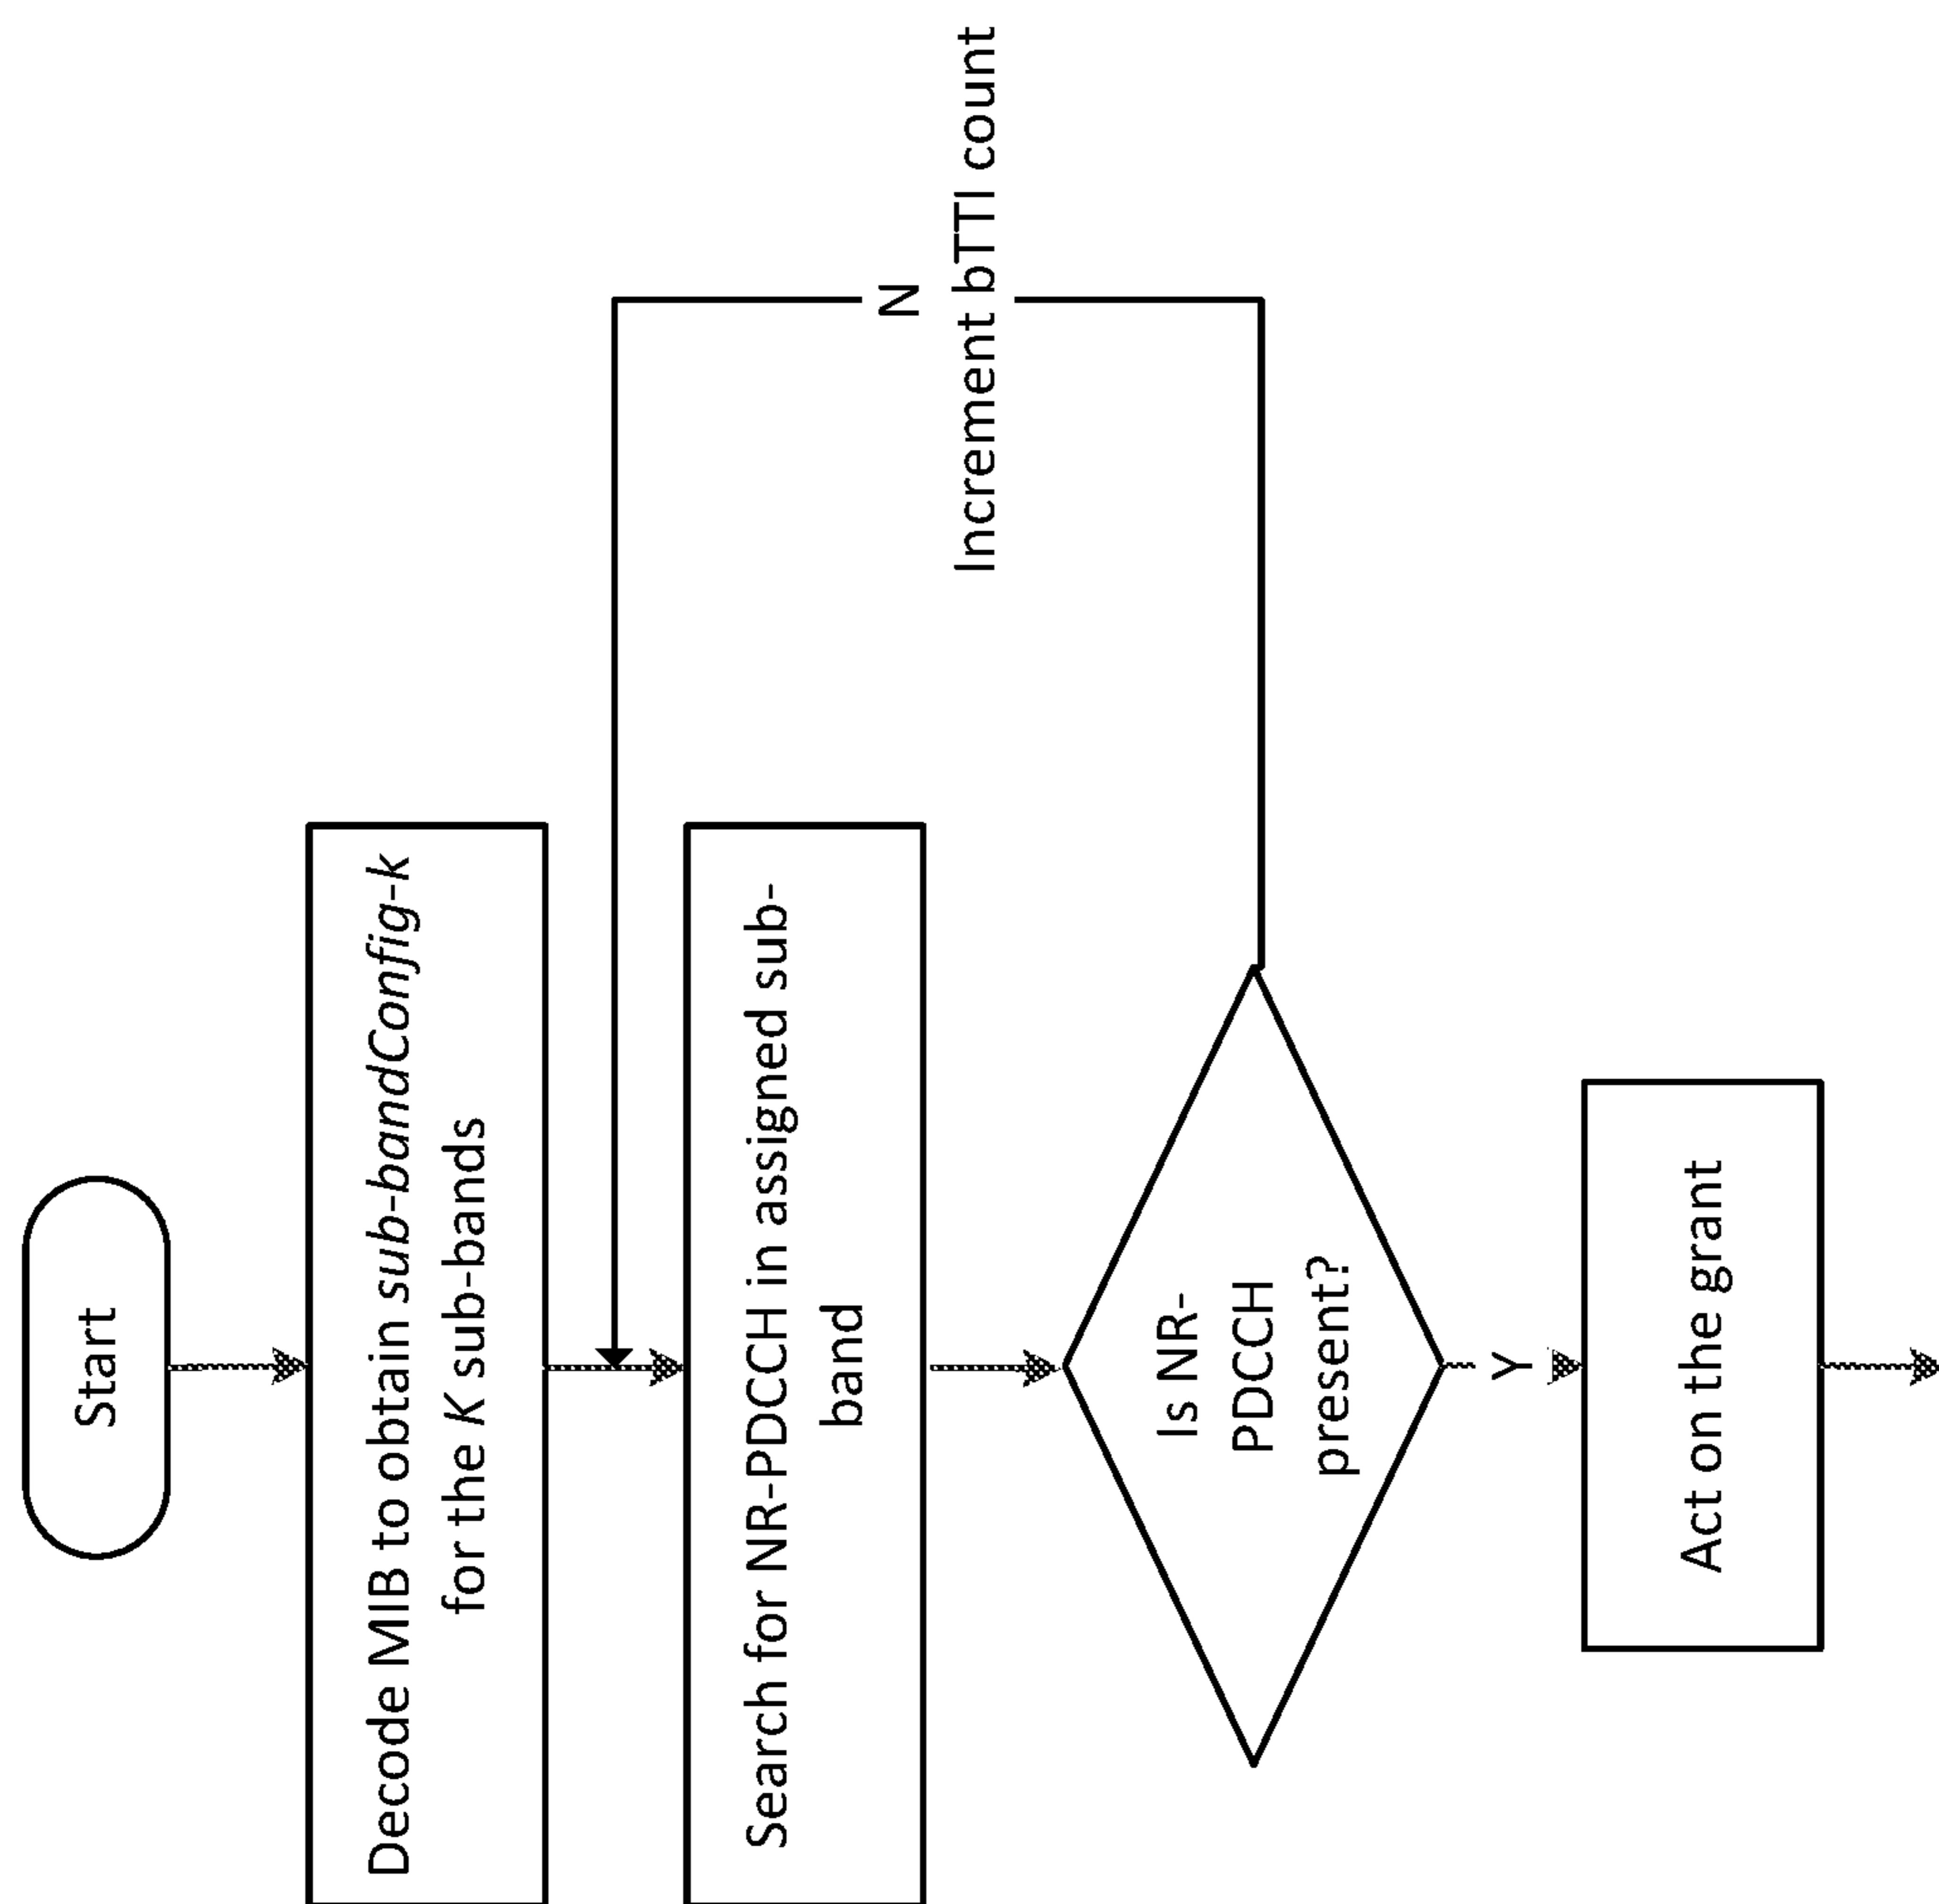 Start
Decode MIB to obtain sub-bandConfig-k
for the K sub-bands
Search for NR-PDCCH in assigned sub-
band
Is NR-
PDCCH
present?
N
Increment bTTI count
Y
Act on the grant